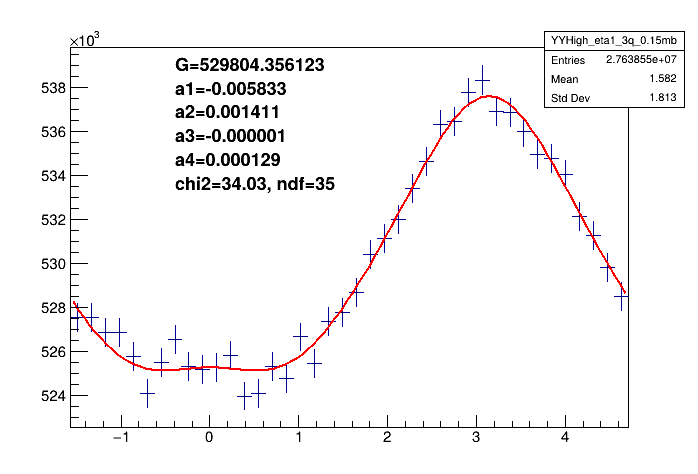 ×10³
YYHigh_eta1_3q_0.15mb
Entries 2.763855e+07
Mean 1.582
Std Dev 1.813
G=529804.356123
a1=-0.005833
a2=0.001411
a3=-0.000001
a4=0.000129
chi2=34.03, ndf=35
538
536
534
532
530
528
526
524
−1 0 1 2 3 4